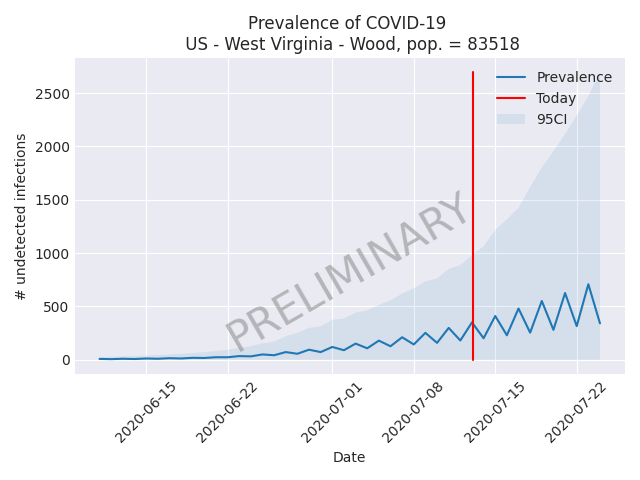 Prevalence of COVID-19
US - West Virginia - Wood, pop. = 83518
# undetected infections
2500
2000
1500
1000
500
0
Prevalence
Today
95CI
PRELIMINARY
2020-06-15
2020-06-22
2020-07-01
2020-07-08
2020-07-15
2020-07-22
Date